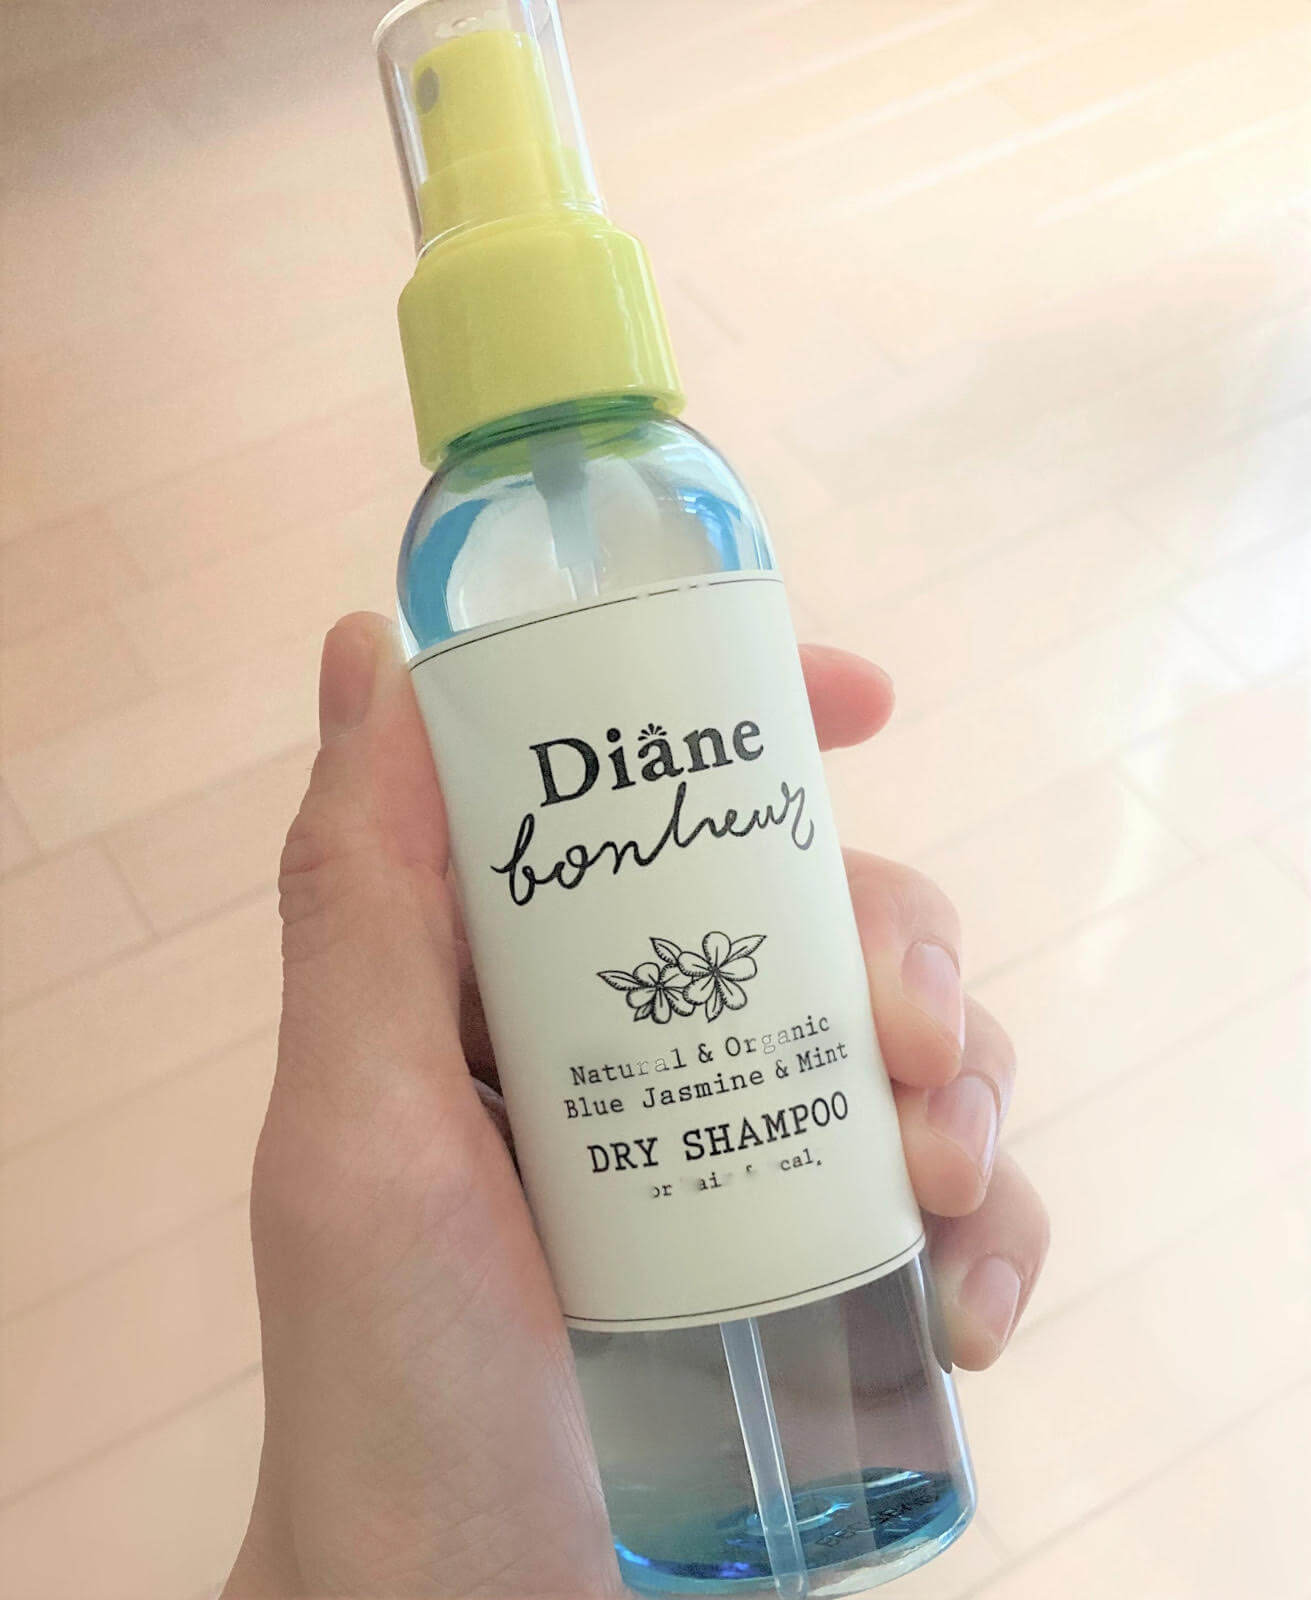 Diane
bonheur
Natural & Organic
Blue Jasmine & Mint
DRY SHAMPOO